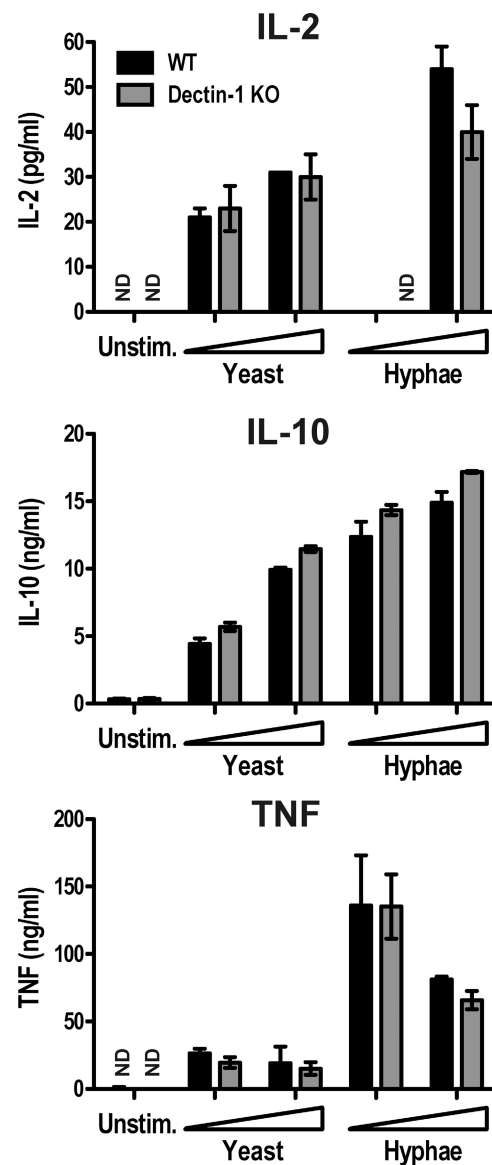 IL-2
WT
Dectin-1 KO
IL-2 (pg/ml)
60
50
40
30
20
10
0
ND
ND
ND
Unstim.
Yeast
Hyphae
IL-10
IL-10 (ng/ml)
20
15
10
5
0
Unstim.
Yeast
Hyphae
TNF
TNF (ng/ml)
200
150
100
50
0
ND
ND
Unstim.
Yeast
Hyphae